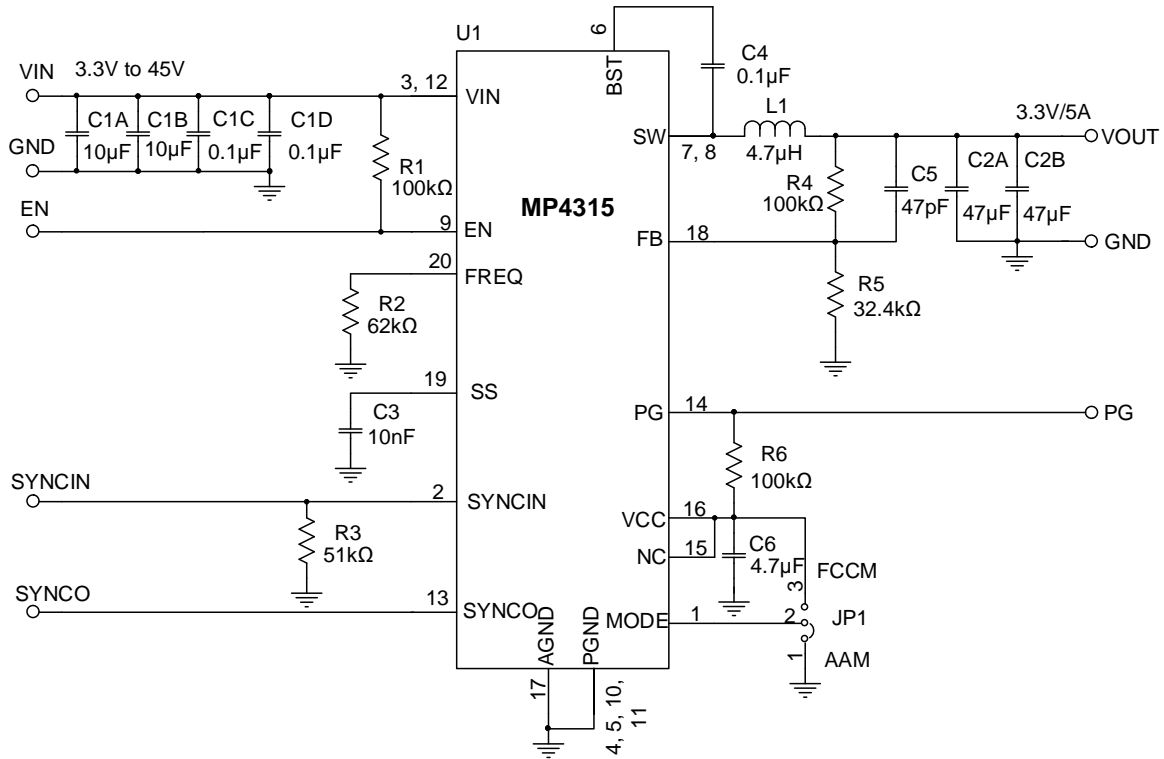 U1
6
BST
C4
0.1µF
VIN
3.3V to 45V
3, 12
VIN
C1A
10µF
C1B
10µF
C1C
0.1µF
C1D
0.1µF
GND
R1
100kΩ
EN
9
EN
MP4315
SW
7, 8
L1
4.7µH
3.3V/5A
VOUT
R4
100kΩ
C5
47pF
C2A
47µF
C2B
47µF
FB
18
GND
20
FREQ
R2
62kΩ
R5
32.4kΩ
19
SS
C3
10nF
PG
14
PG
R6
100kΩ
SYNCIN
2
SYNCIN
R3
51kΩ
VCC
16
NC
15
C6
4.7µF
FCCM
3
SYNCO
13
SYNCO
MODE
1
2
JP1
1
AAM
AGND
PGND
17
4, 5, 10,
11